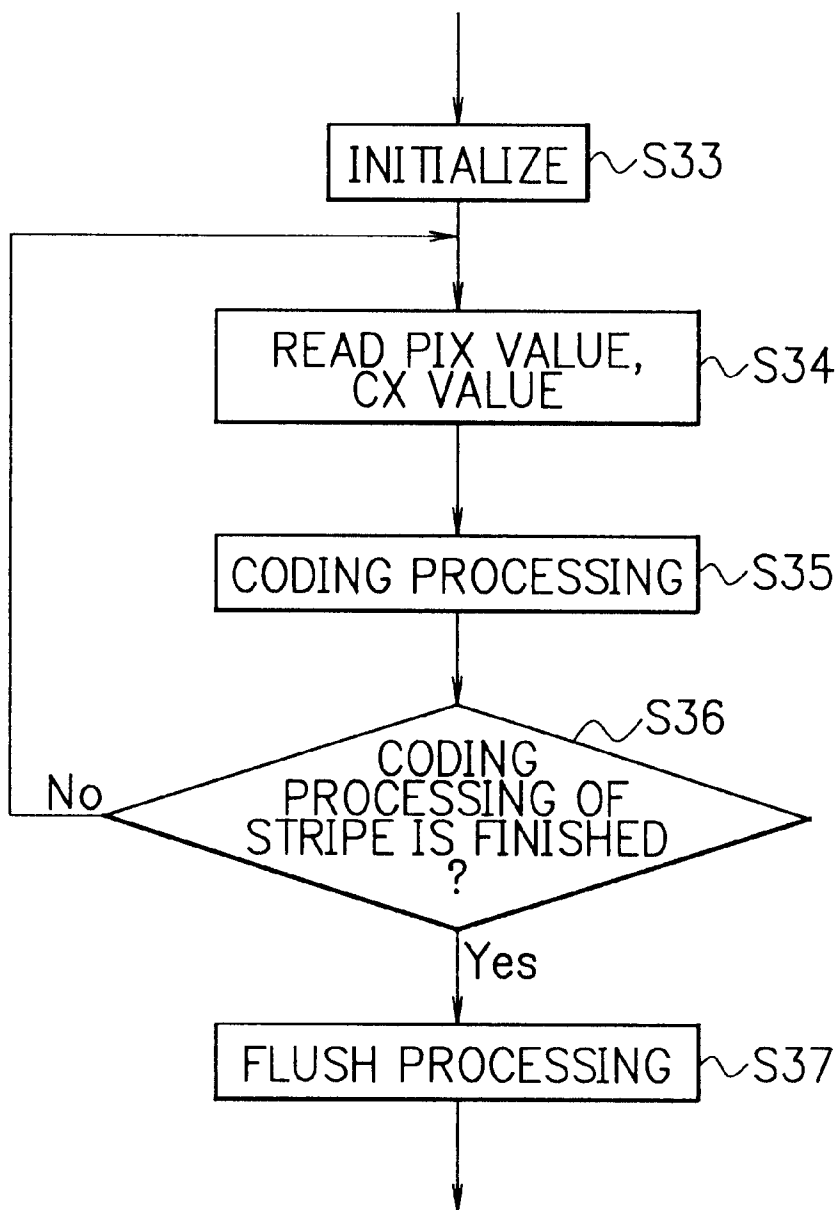 INITIALIZE
S33
READ PIX VALUE,
CX VALUE
S34
CODING PROCESSING
S35
S36
CODING
PROCESSING OF
STRIPE IS FINISHED
?
No
Yes
FLUSH PROCESSING
S37